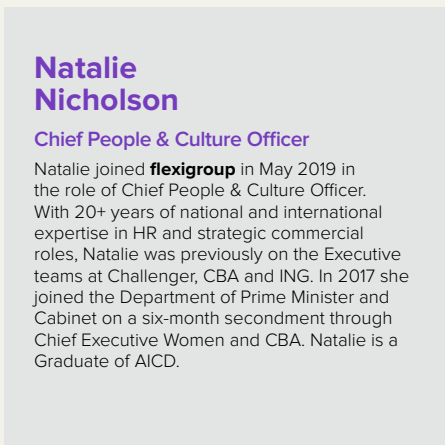 Natalie
Nicholson
Chief People & Culture Officer
Natalie joined flexigroup in May 2019 in
the role of Chief People & Culture Officer.
With 20+ years of national and international
expertise in HR and strategic commercial
roles, Natalie was previously on the Executive
teams at Challenger, CBA and ING. In 2017 she
joined the Department of Prime Minister and
Cabinet on a six-month secondment through
Chief Executive Women and CBA. Natalie is a
Graduate of AICD.